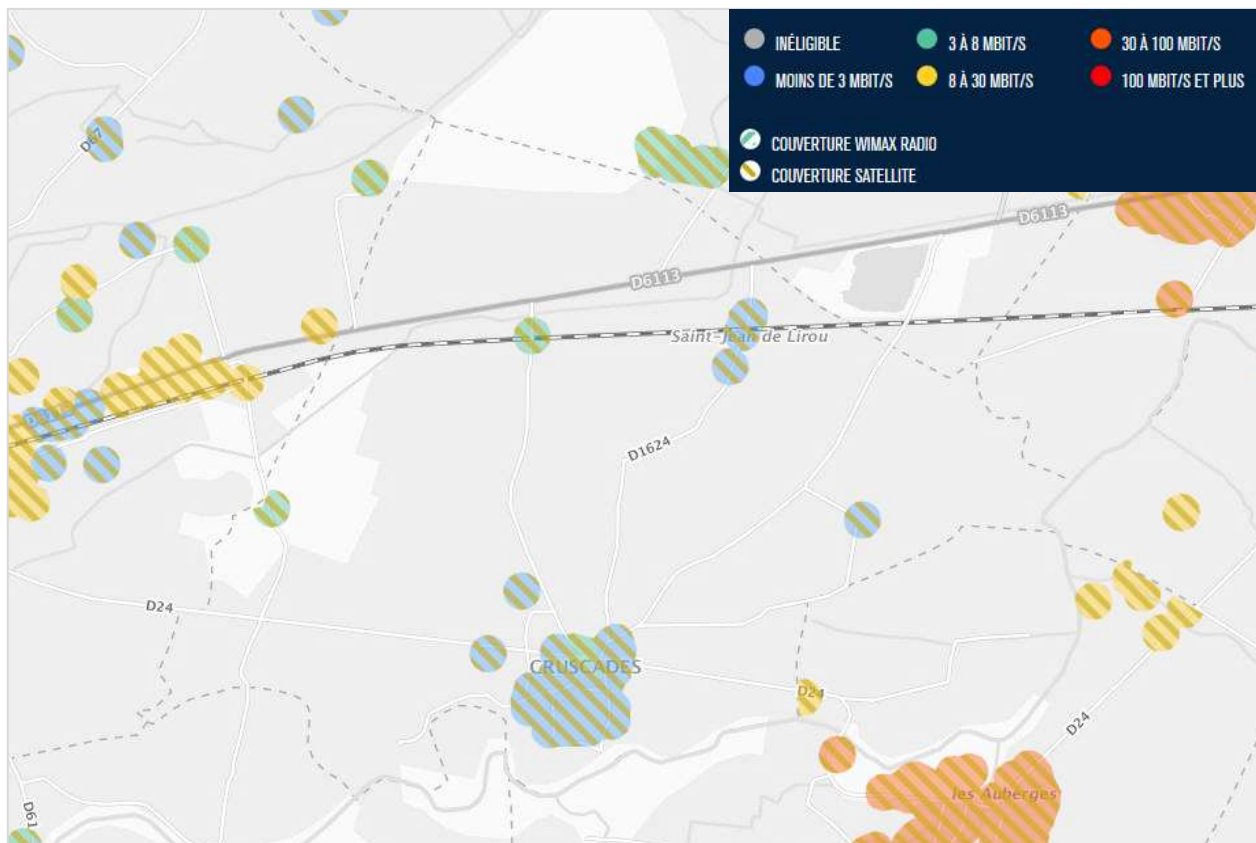 INÉLIGIBLE
3 À 8 MBIT/S
30 À 100 MBIT/S
MOINS DE 3 MBIT/S
8 À 30 MBIT/S
100 MBIT/S ET PLUS
COUVERTURE WIMAX RADIO
COUVERTURE SATELLITE
D67
D6113
D6113
Saint-Jean de Lirou
D6113
D1624
D24
CRUSCADES
D24
D24
les Auberges
D61